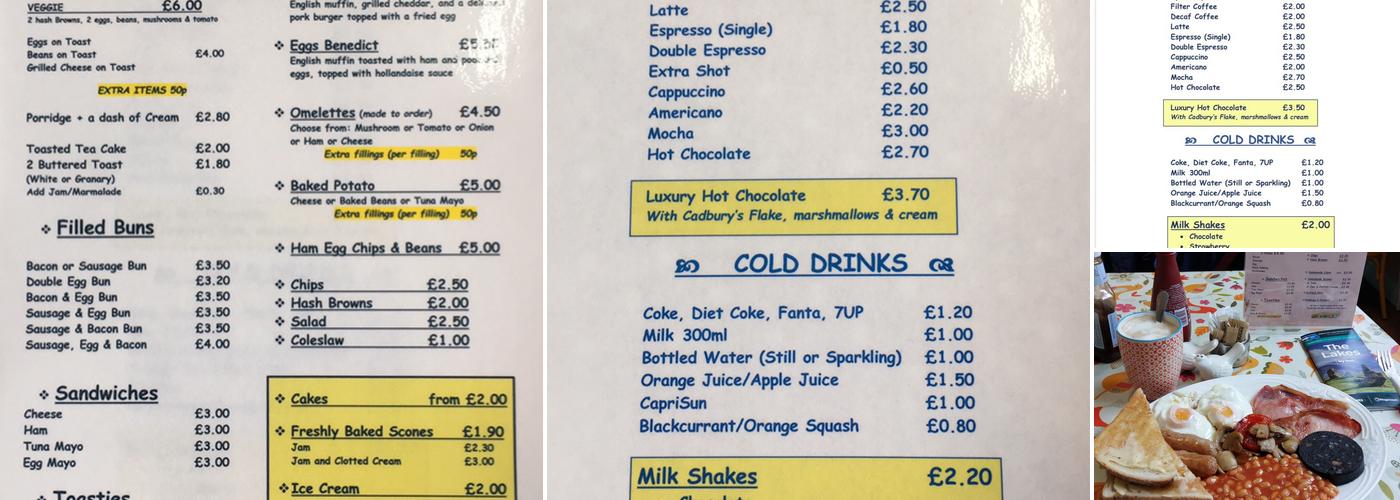 VEGGIE £6.00
2 hash Browns, 2 eggs, beans, mushrooms & tomato
Eggs on Toast
Beans on Toast £4.00
Grilled Cheese on Toast
EXTRA ITEMS 50p
Porridge + a dash of Cream £2.80
Toasted Tea Cake £2.00
2 Buttered Toast £1.80
(White or Granary)
Add Jam/Marmalade £0.30
❖ Filled Buns
Bacon or Sausage Bun £3.50
Double Egg Bun £3.20
Bacon & Egg Bun £3.50
Sausage & Egg Bun £3.50
Sausage & Bacon Bun £3.50
Sausage, Egg & Bacon £4.00
❖ Sandwiches
Cheese £3.00
Ham £3.00
Tuna Mayo £3.00
Egg Mayo £3.00
❖ Toasties
English muffin, grilled cheddar, and a
pork burger topped with a fried egg
❖ Eggs Benedict
English muffin toasted with ham and
eggs, topped with hollandaise sauce
❖ Omelettes (made to order) £4.50
Choose from: Mushroom or Tomato or Onion
or Ham or Cheese
Extra fillings (per filling) 50p
❖ Baked Potato £5.00
Cheese or Baked Beans or Tuna Mayo
Extra fillings (per filling) 50p
❖ Ham Egg Chips & Beans £5.00
❖ Chips £2.50
❖ Hash Browns £2.00
❖ Salad £2.50
❖ Coleslaw £1.00
❖ Cakes from £2.00
❖ Freshly Baked Scones £1.90
Jam £2.30
Jam and Clotted Cream £3.00
❖ Ice Cream £2.00
Latte £2.50
Espresso (Single) £1.80
Double Espresso £2.30
Extra Shot £0.50
Cappuccino £2.60
Americano £2.20
Mocha £3.00
Hot Chocolate £2.70
Luxury Hot Chocolate £3.70
With Cadbury's Flake, marshmallows & cream
COLD DRINKS
Coke, Diet Coke, Fanta, 7UP £1.20
Milk 300ml £1.00
Bottled Water (Still or Sparkling) £1.00
Orange Juice/Apple Juice £1.50
CapriSun £1.00
Blackcurrant/Orange Squash £0.80
Milk Shakes £2.20
Filter Coffee £2.00
Decaf Coffee £2.00
Latte £2.50
Espresso (Single) £1.80
Double Espresso £2.30
Cappuccino £2.50
Americano £2.00
Mocha £2.70
Hot Chocolate £2.50
Luxury Hot Chocolate £3.50
With Cadbury's Flake, marshmallows & cream
COLD DRINKS
Coke, Diet Coke, Fanta, 7UP £1.20
Milk 300ml £1.00
Bottled Water (Still or Sparkling) £1.00
Orange Juice/Apple Juice £1.50
Blackcurrant/Orange Squash £0.80
Milk Shakes £2.00
• Chocolate
• Strawberry
The
Lakes